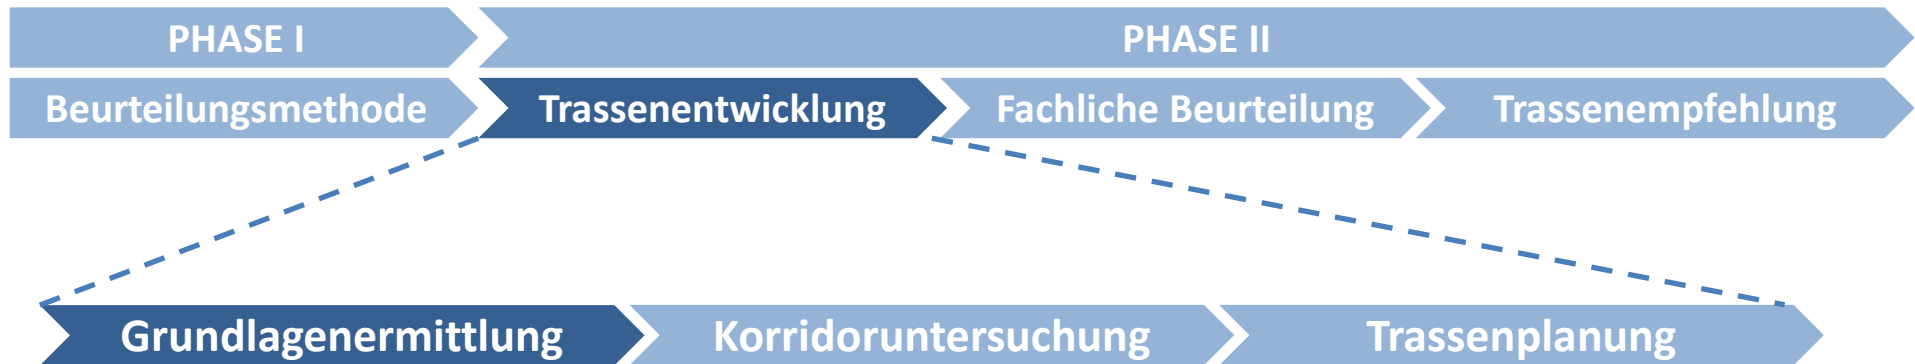 PHASE I PHASE II
Beurteilungsmethode Trassenentwicklung Fachliche Beurteilung Trassenempfehlung
Grundlagenermittlung Korridoruntersuchung Trassenplanung